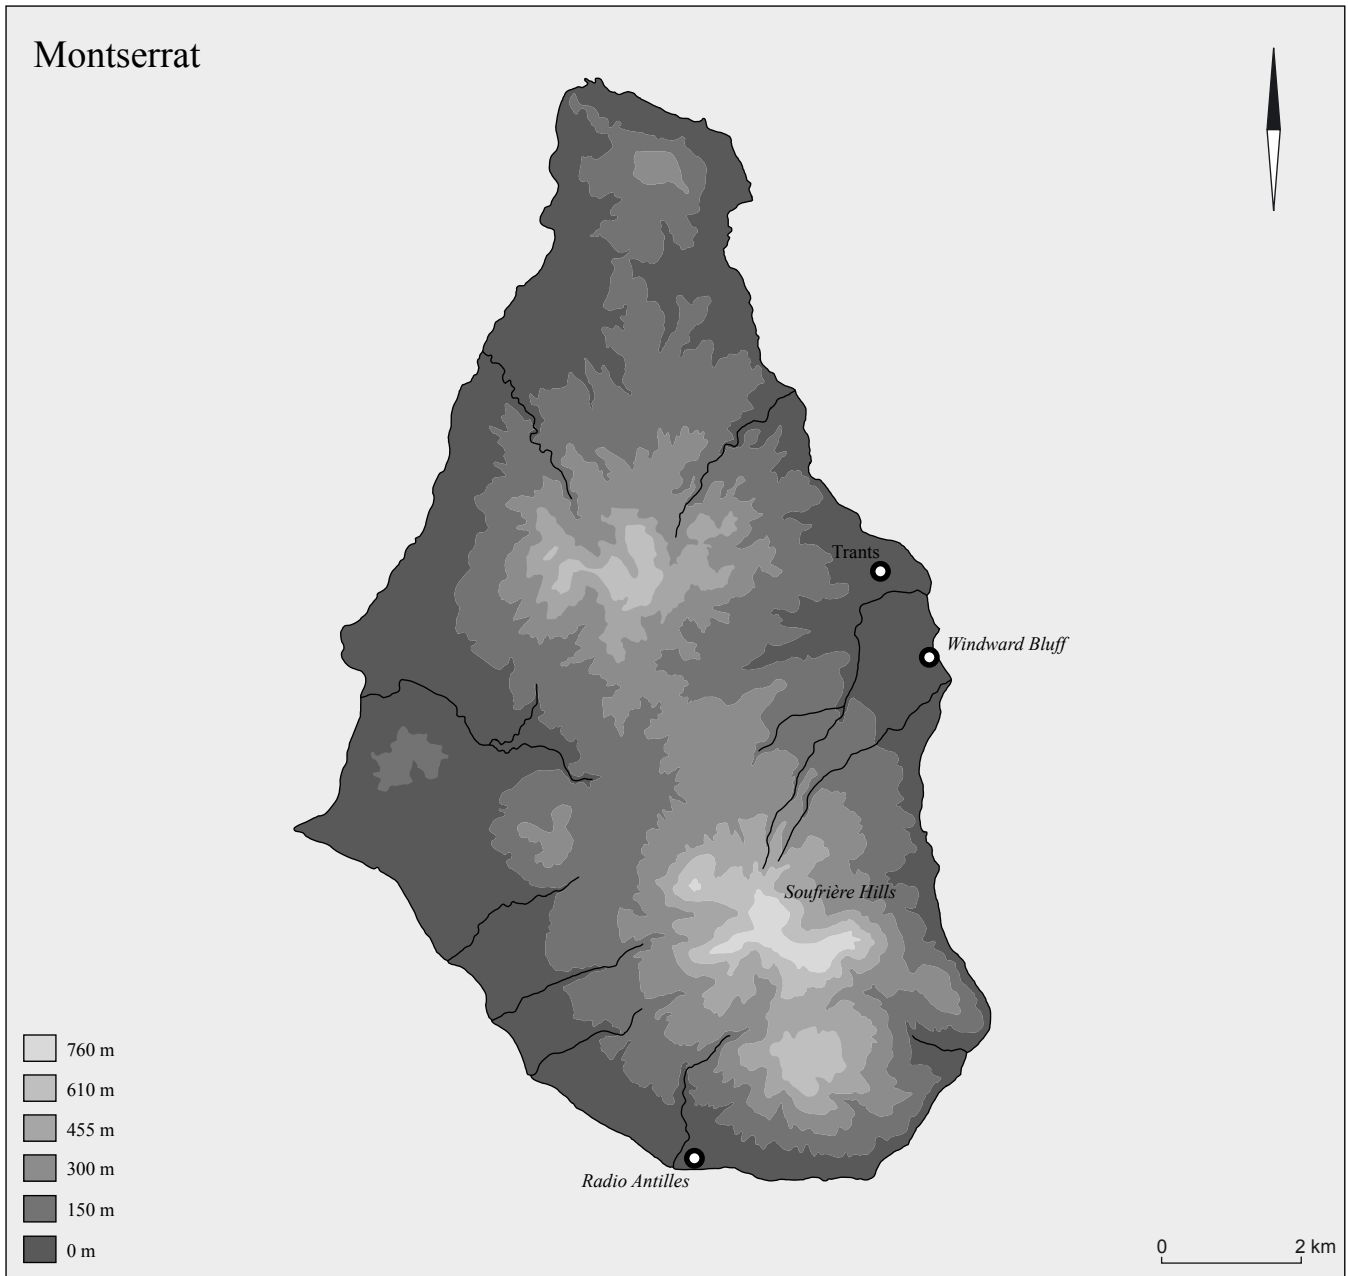 Montserrat
Trants
Windward Bluff
Soufrière Hills
760 m
610 m
455 m
300 m
150 m
0 m
Radio Antilles
0 2 km